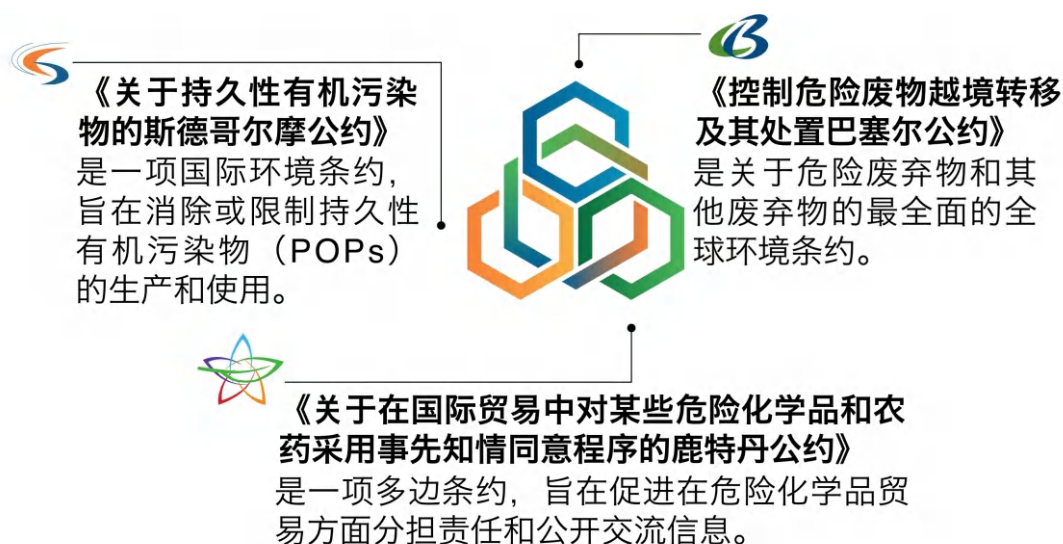 《关于持久性有机污染
物的斯德哥尔摩公约》
是一项国际环境条约，
旨在消除或限制持久性
有机污染物（POPs）
的生产和使用。
《控制危险废物越境转移
及其处置巴塞尔公约》
是关于危险废弃物和其
他废弃物的最全面的全
球环境条约。
《关于在国际贸易中对某些危险化学品和农
药采用事先知情同意程序的鹿特丹公约》
是一项多边条约，旨在促进在危险化学品贸
易方面分担责任和公开交流信息。